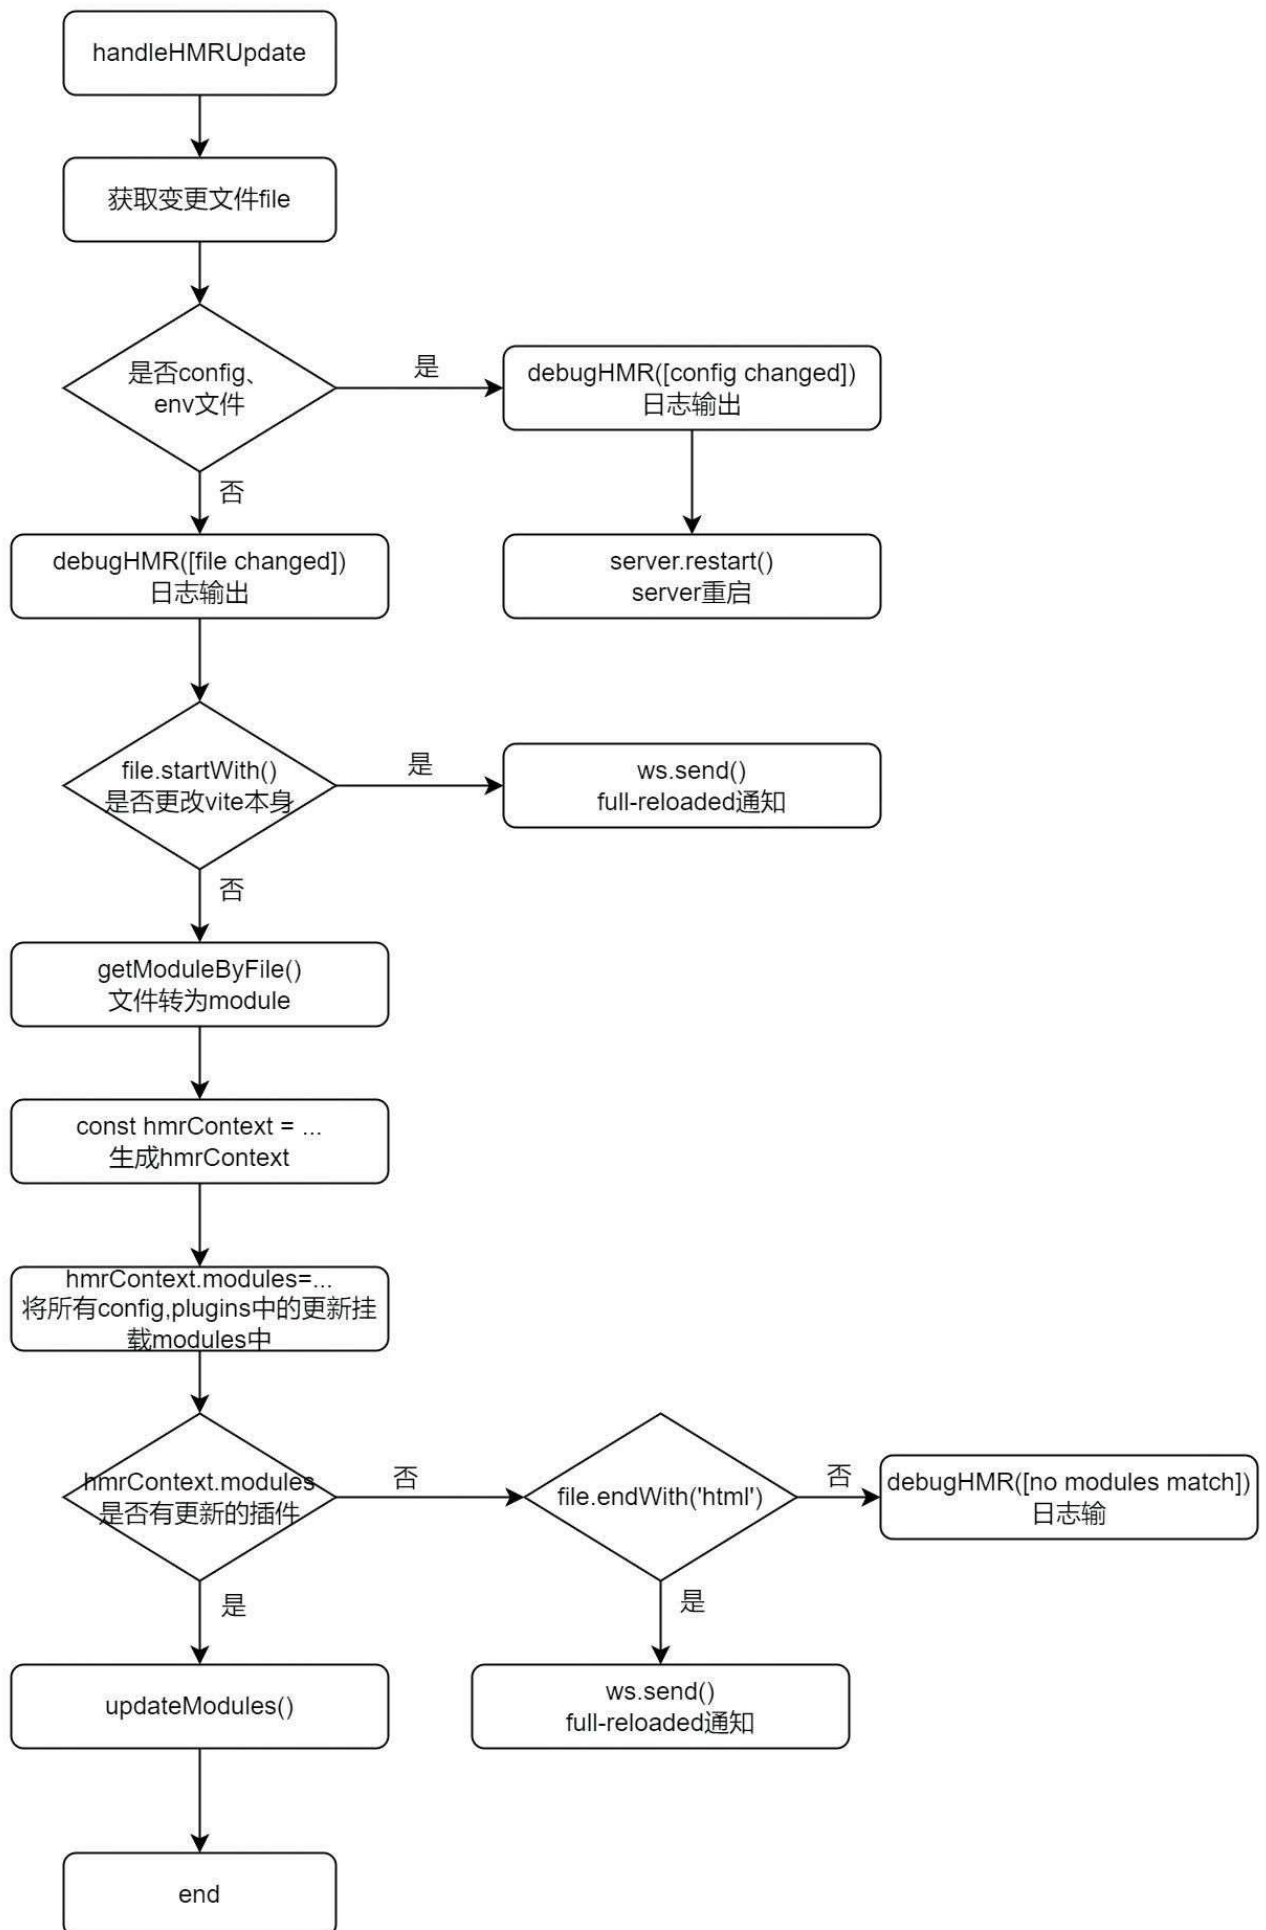 handleHMRUpdate
获取变更文件file
是否config、
env文件
是
debugHMR([config changed])
日志输出
否
debugHMR([file changed])
日志输出
server.restart()
server重启
file.startWith()
是否更改vite本身
是
ws.send()
full-reloaded通知
否
getModuleByFile()
文件转为module
const hmrContext = ...
生成hmrContext
hmrContext.modules=...
将所有config,plugins中的更新挂
载modules中
hmrContext.modules
是否有更新的插件
否
file.endWith('html')
否
debugHMR([no modules match])
日志输
是
是
updateModules()
ws.send()
full-reloaded通知
end